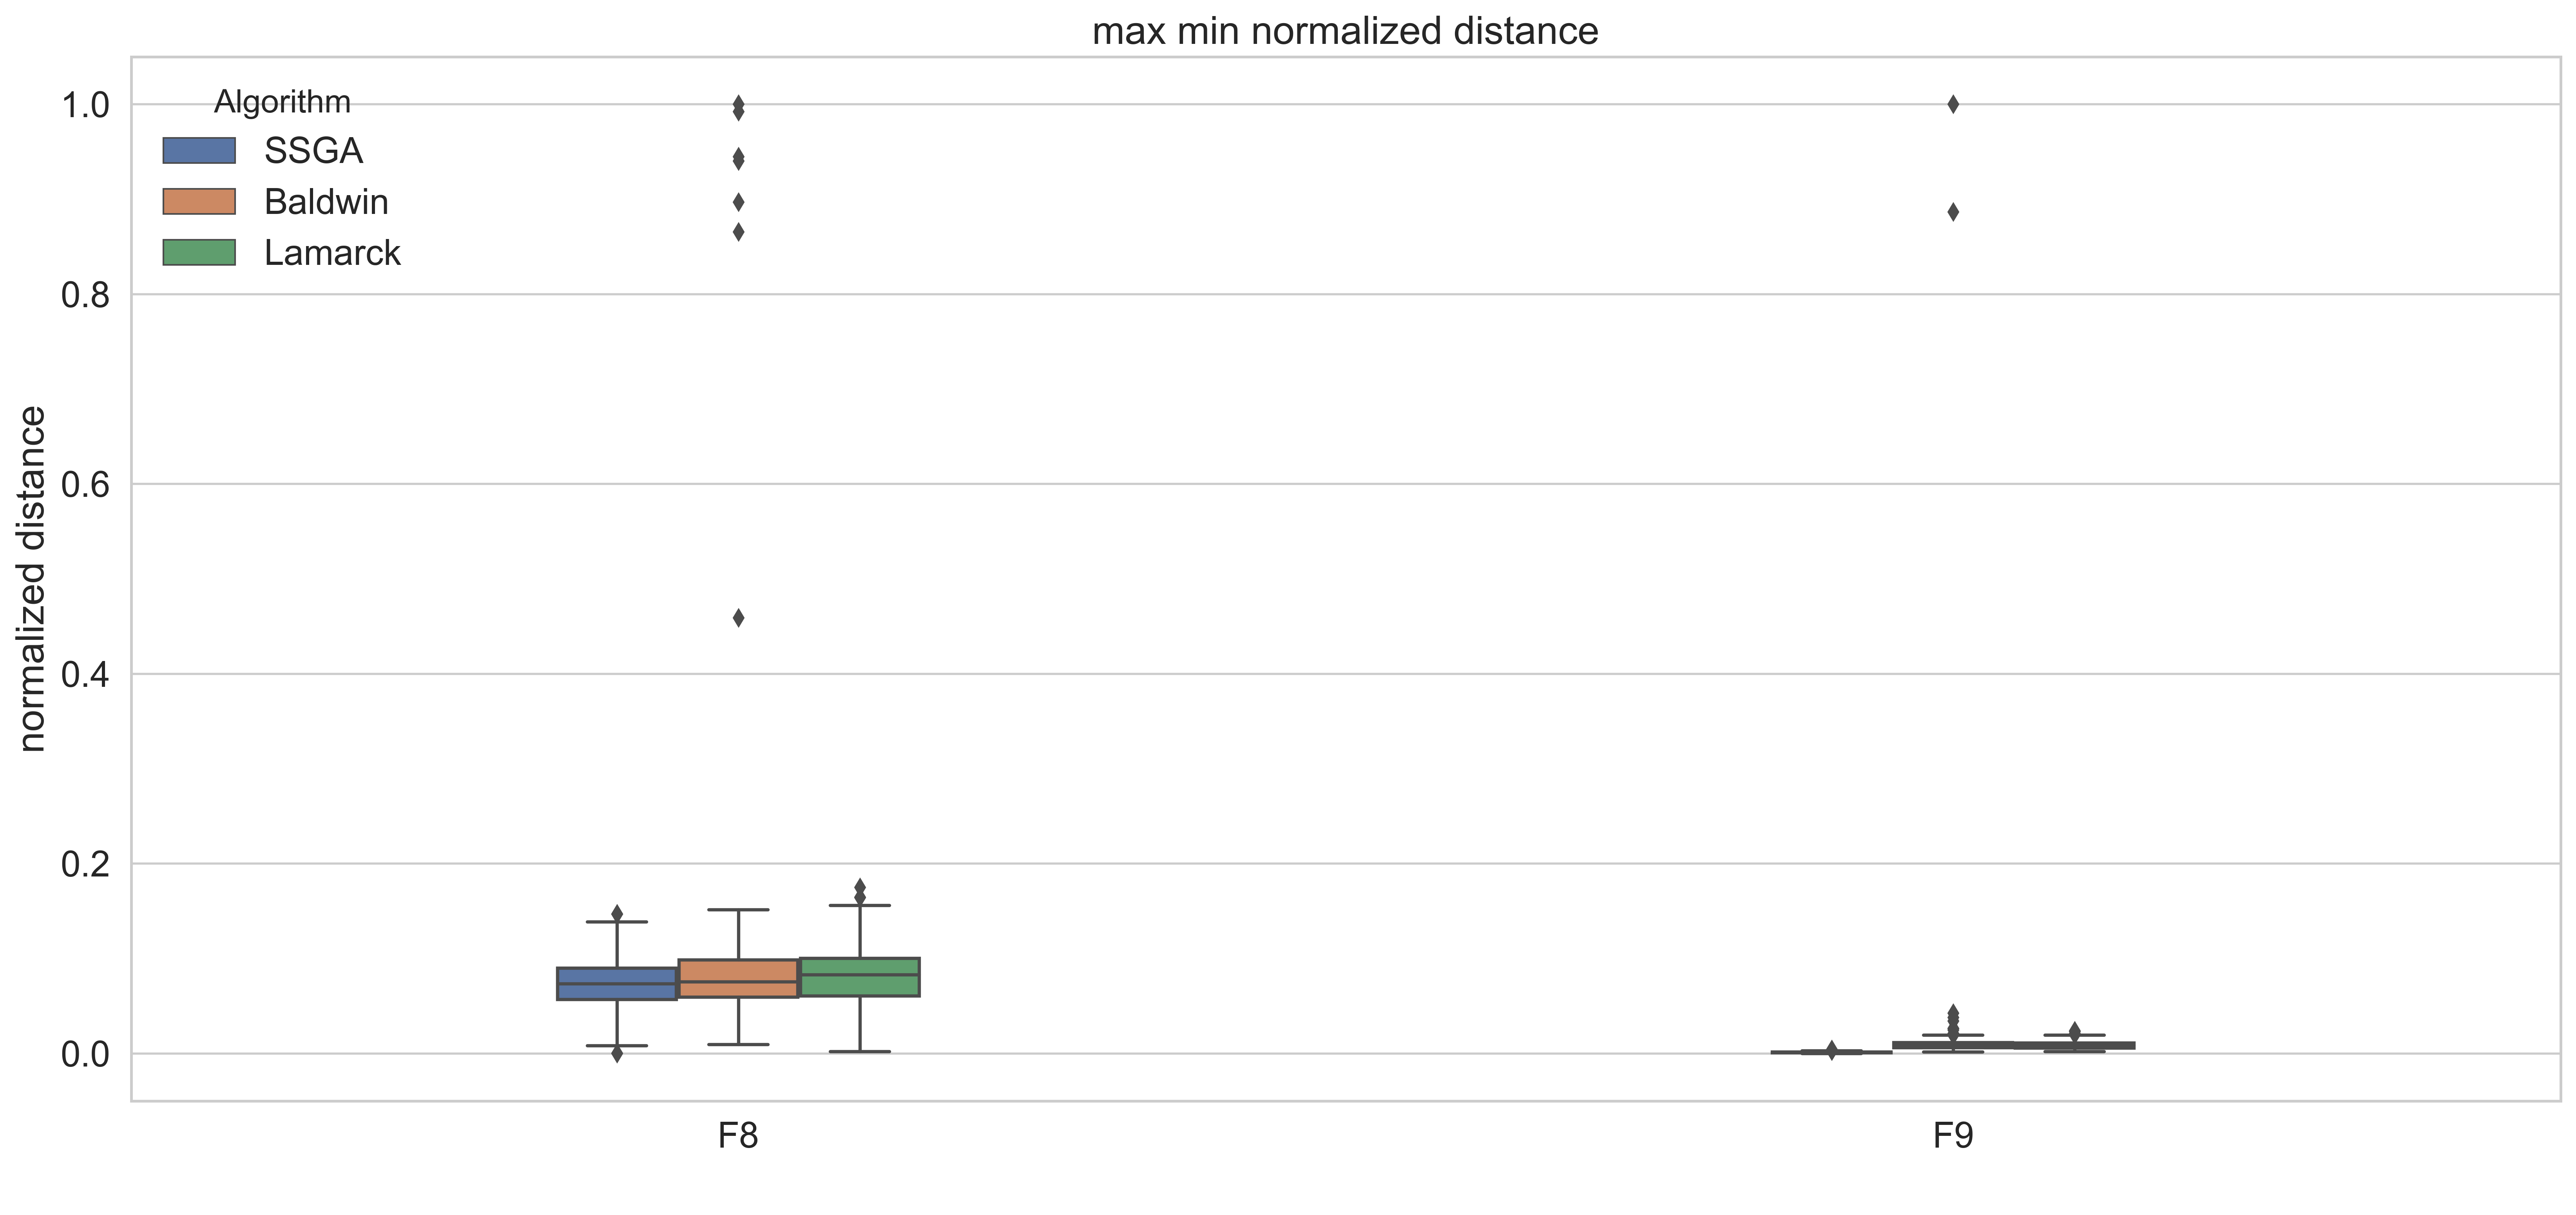 max min normalized distance
Algorithm
SSGA
Baldwin
Lamarck
normalized distance
1.0
0.8
0.6
0.4
0.2
0.0
F8
F9